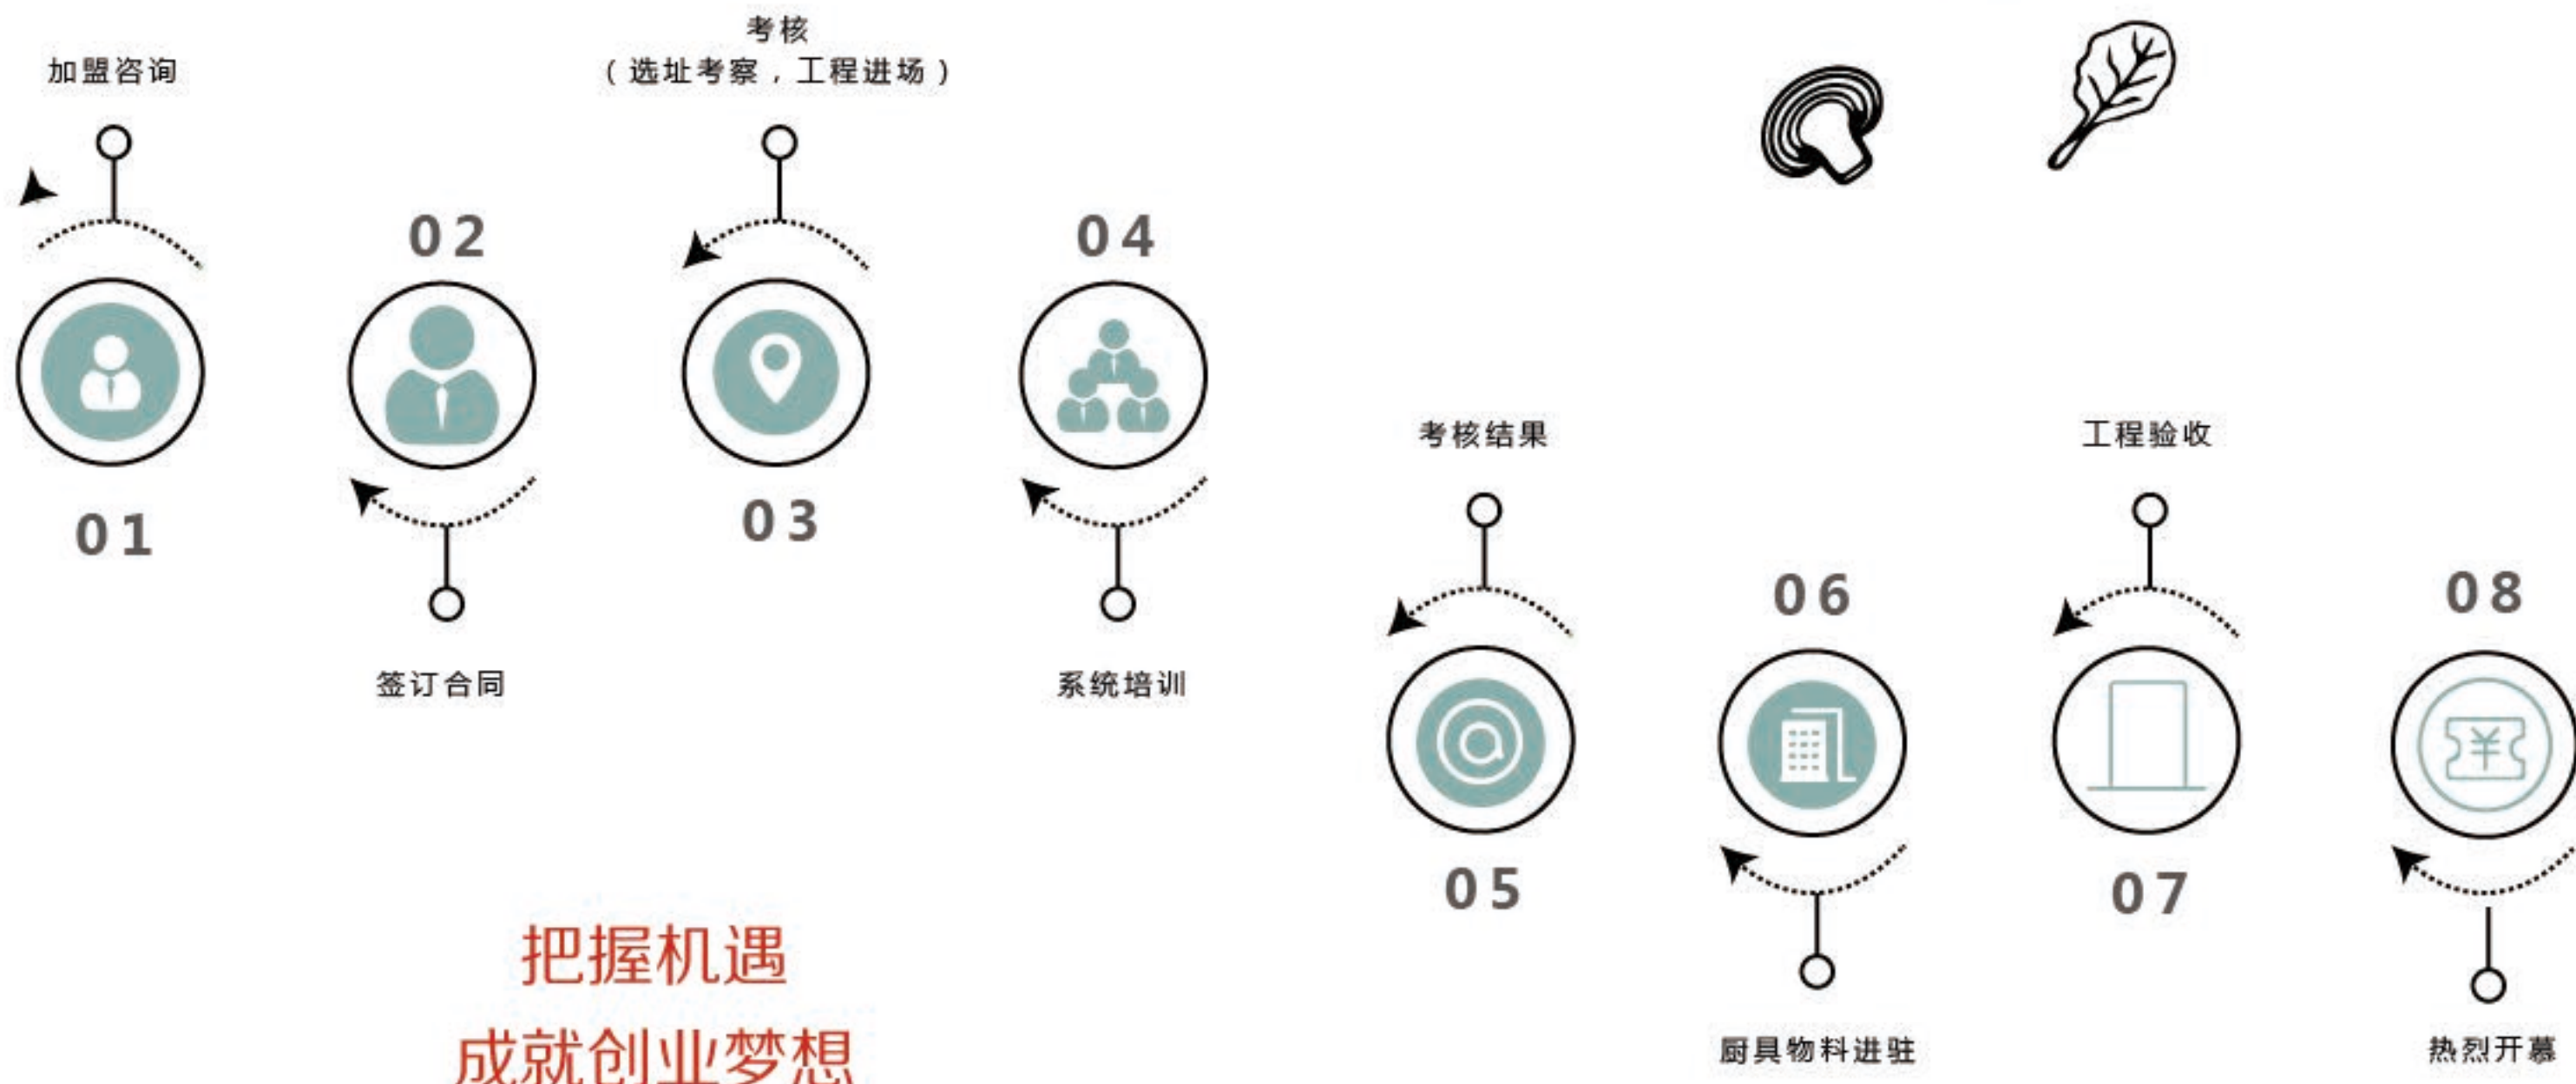 加盟咨询
01
02
签订合同
考核
（选址考察，工程进场）
03
04
系统培训
考核结果
05
06
厨具物料进驻
工程验收
07
08
热烈开慕
把握机遇
成就创业梦想